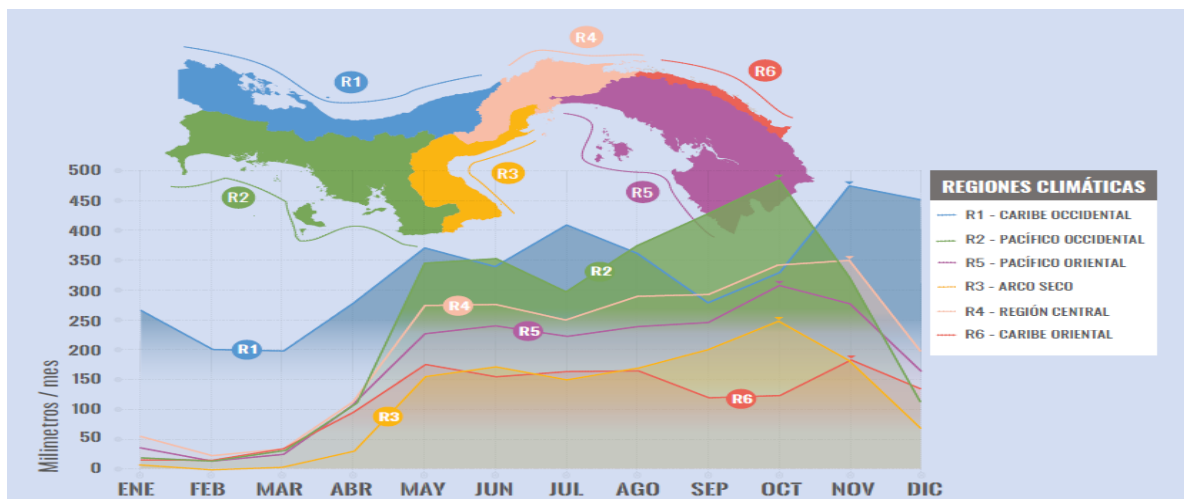 R4
R1
R6
R3
R2
R5
500
450
400
350
300
250
200
150
100
50
0
Milímetros / mes
R2
R4
R5
R1
R3
R6
ENE FEB MAR ABR MAY JUN JUL AGO SEP OCT NOV DIC
REGIONES CLIMÁTICAS
R1 - CARIBE OCCIDENTAL
R2 - PACÍFICO OCCIDENTAL
R5 - PACÍFICO ORIENTAL
R3 - ARCO SECO
R4 - REGIÓN CENTRAL
R6 - CARIBE ORIENTAL